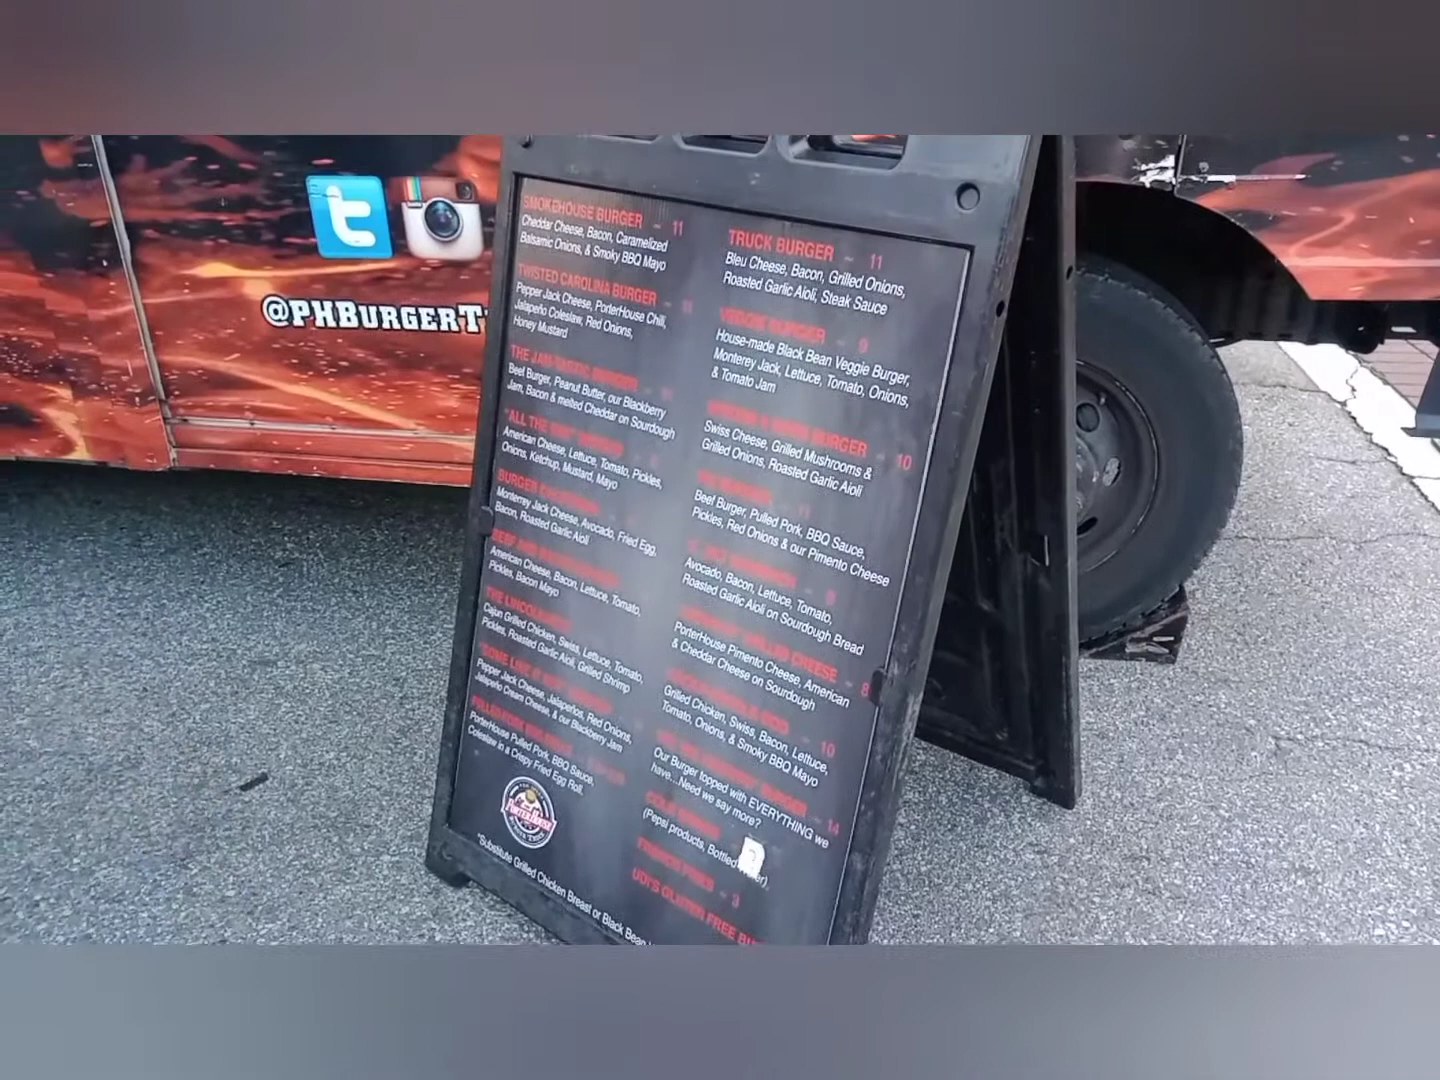 @PHBURGERT
SMOKEHOUSE BURGER - 11
Cheddar Cheese, Bacon, Caramelized
Balsamic Onions, & Smoky BBQ Mayo
TWISTED CAROLINA BURGER - 11
Pepper Jack Cheese, PorterHouse Chili,
Jalapeño Coleslaw, Red Onions,
Honey Mustard
THE JAM-TASTIC BURGER - 11
Beef Burger, Peanut Butter, our Blackberry
Jam, Bacon & melted Cheddar on Sourdough
"ALL THE
American Cheese, Lettuce, Tomato, Pickles,
Onions, Ketchup, Mustard, Mayo
BURGER
Monterrey Jack Cheese, Avocado, Fried Egg,
Bacon, Roasted Garlic Aioli
BEEF AND
American Cheese, Bacon, Lettuce, Tomato,
Pickles, Bacon Mayo
THE
Cajun Grilled Chicken, Swiss, Lettuce, Tomato,
Pickles, Roasted Garlic Aioli, Grilled Shrimp
"SOME LIKE IT
Pepper Jack Cheese, Jalapeños, Red Onions,
Jalapeño Cream Cheese, & our Blackberry Jam
PorterHouse Pulled Pork, BBQ Sauce,
Coleslaw in a Crispy Fried Egg Roll.
PORTERHOUSE
*Substitute Grilled Chicken Breast or Black Bean
TRUCK BURGER - 11
Bleu Cheese, Bacon, Grilled Onions,
Roasted Garlic Aioli, Steak Sauce
VEGGIE BURGER - 9
House-made Black Bean Veggie Burger,
Monterey Jack, Lettuce, Tomato, Onions,
& Tomato Jam
BURGER - 10
Swiss Cheese, Grilled Mushrooms &
Grilled Onions, Roasted Garlic Aioli
Beef Burger, Pulled Pork, BBQ Sauce,
Pickles, Red Onions & our Pimento Cheese
Avocado, Bacon, Lettuce, Tomato,
Roasted Garlic Aioli on Sourdough Bread
GRILLED CHEESE - 8
PorterHouse Pimento Cheese, American
& Cheddar Cheese on Sourdough
- 10
Grilled Chicken, Swiss, Bacon, Lettuce,
Tomato, Onions, & Smoky BBQ Mayo
BURGER - 14
Our Burger topped with EVERYTHING we
have...Need we say more?
COLD
(Pepsi products, Bottled
FRENCH FRIES - 3
UDI'S GLUTEN FREE